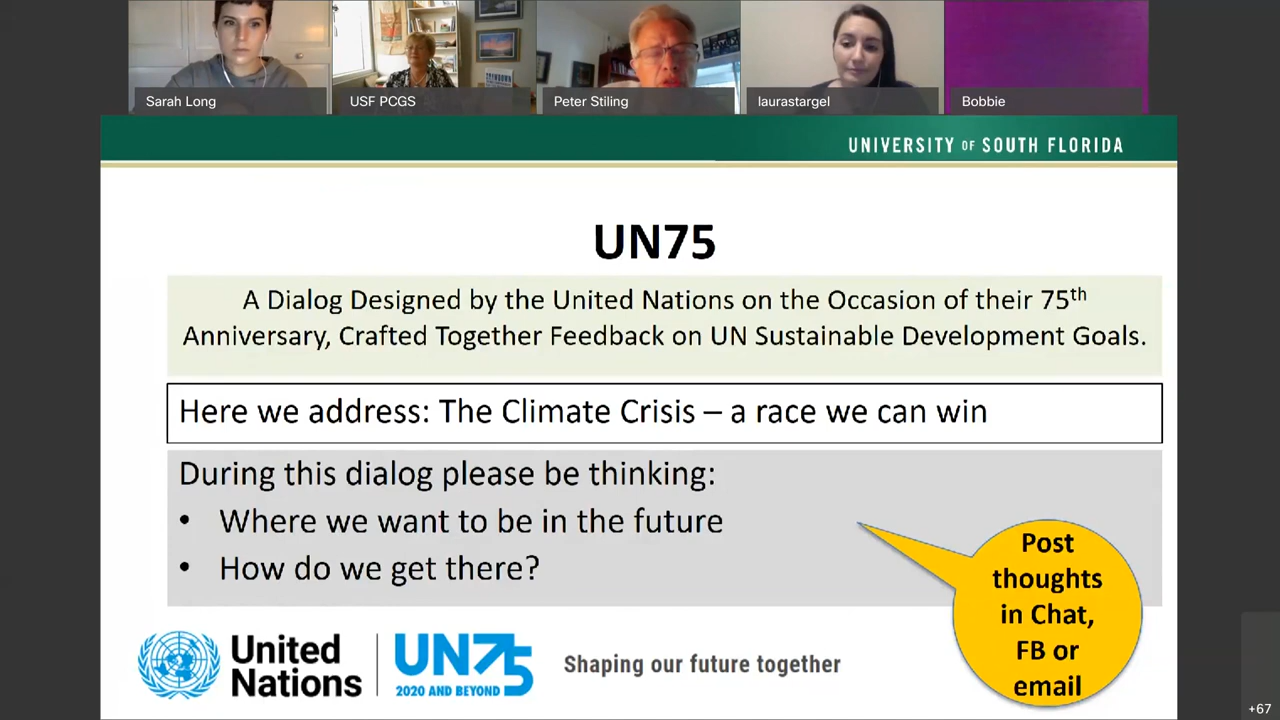 Sarah Long
USF PCGS
Peter Stiling
laurastargel
Bobbie
UNIVERSITY OF SOUTH FLORIDA
UN75
A Dialog Designed by the United Nations on the Occasion of their 75th
Anniversary, Crafted Together Feedback on UN Sustainable Development Goals.
Here we address: The Climate Crisis – a race we can win
During this dialog please be thinking:
• Where we want to be in the future
• How do we get there?
Post
thoughts
in Chat,
FB or
email
United
Nations
UN75
2020 AND BEYOND
Shaping our future together
+67